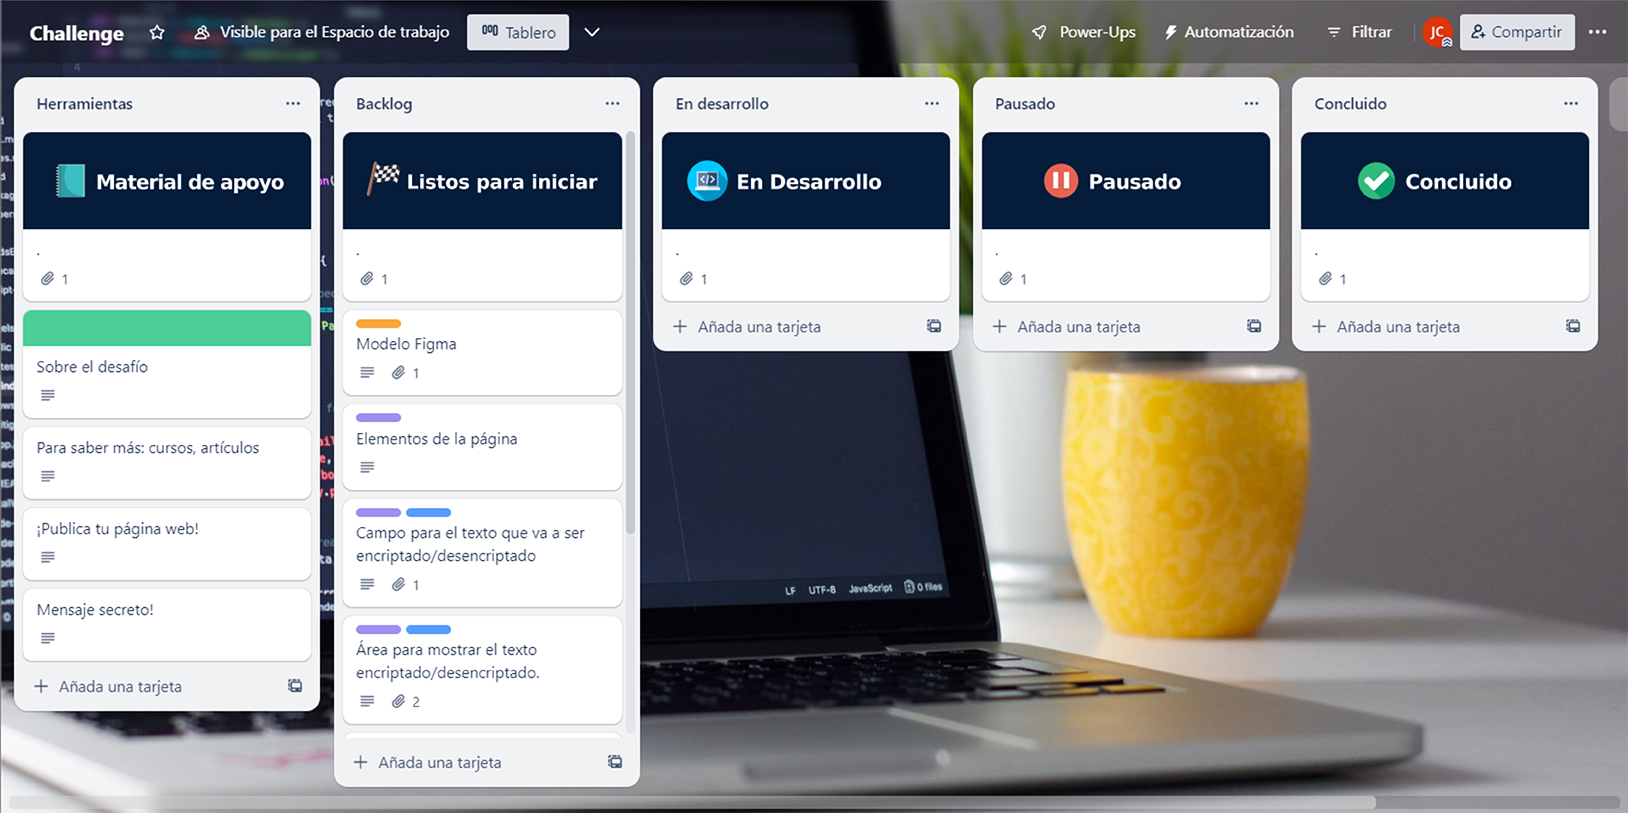 Challenge
Visible para el Espacio de trabajo
Tablero
Power-Ups
Automatización
Filtrar
JC
Compartir
Herramientas
Material de apoyo
.
1
Sobre el desafío
Para saber más: cursos, artículos
¡Publica tu página web!
Mensaje secreto!
Añada una tarjeta
Backlog
Listos para iniciar
.
1
Modelo Figma
1
Elementos de la página
Campo para el texto que va a ser
encriptado/desencriptado
1
Área para mostrar el texto
encriptado/desencriptado.
2
Añada una tarjeta
En desarrollo
En Desarrollo
.
1
Añada una tarjeta
Pausado
Pausado
.
1
Añada una tarjeta
Concluido
Concluido
.
1
Añada una tarjeta
LF UTF-8 JavaScript 0 files